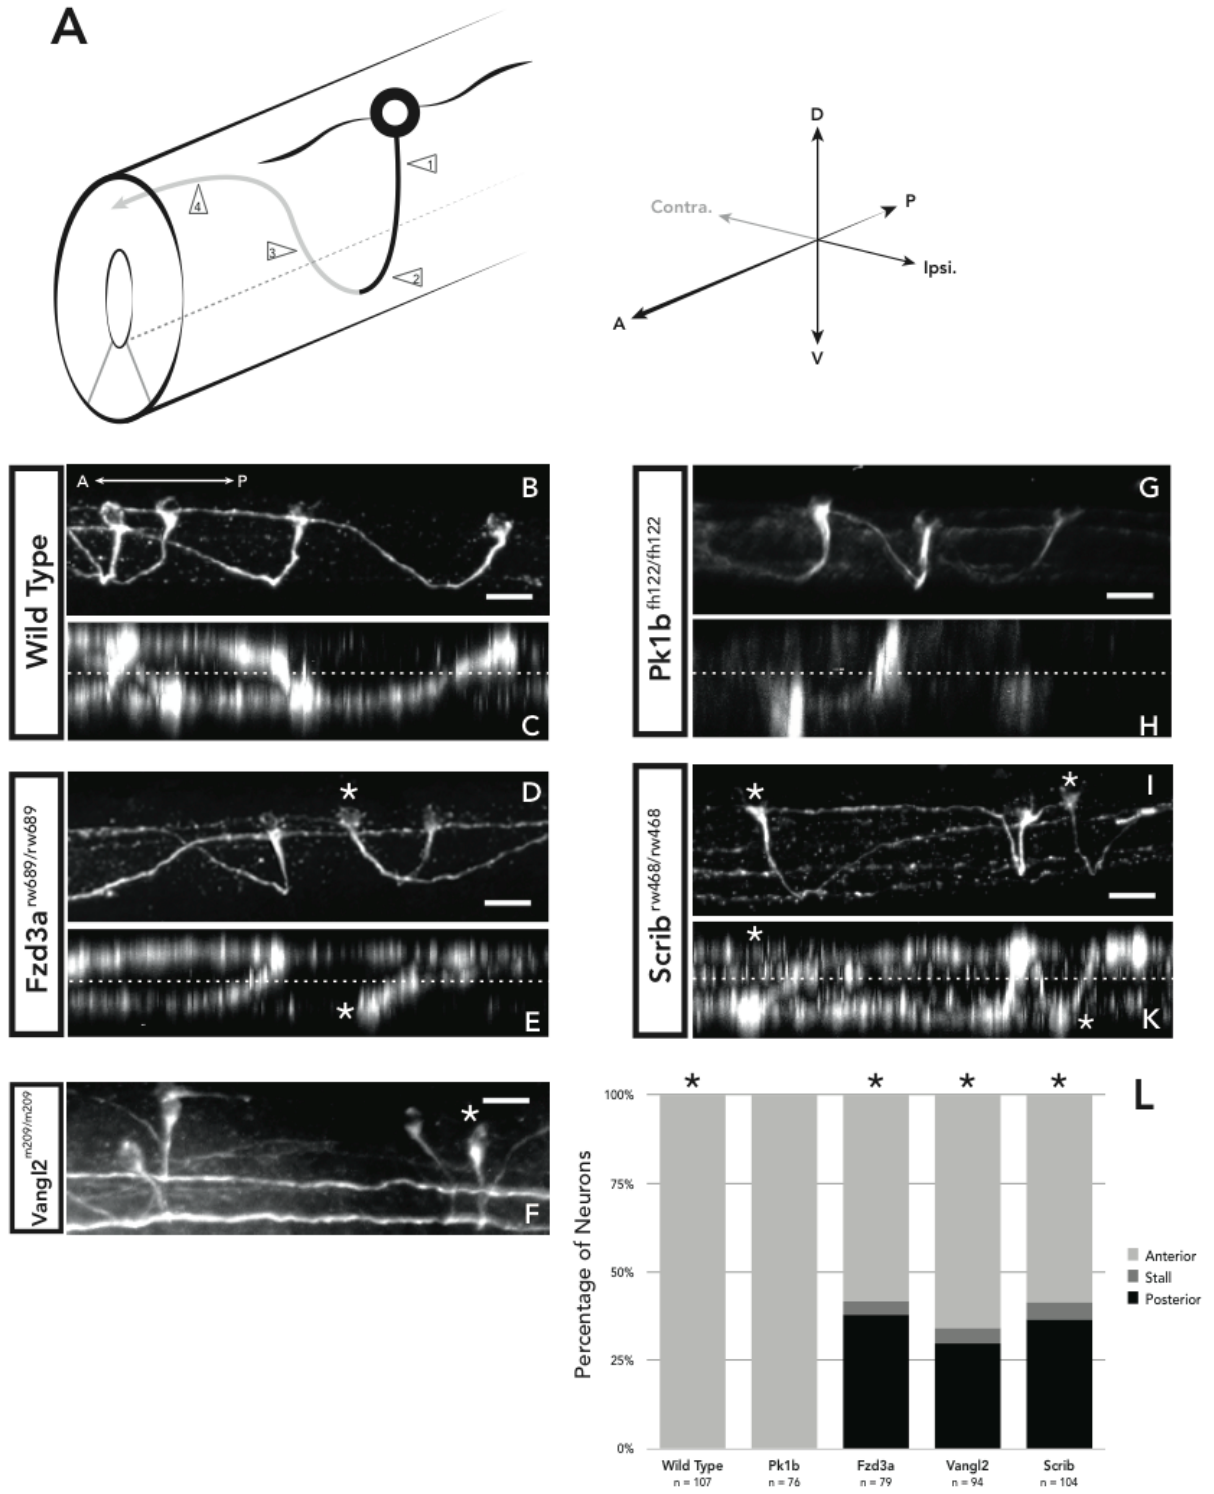 A
1
4
3
2
D
Contra.
P
Ipsi.
A
V
Wild Type
A P
B
C
Pk1b fh122/fh122
G
H
Fzd3a rw689/rw689
*
D
*
E
Scrib rw468/rw468
* *
I
*
*
K
Vangl2 m209/m209
*
F
* * * *
L
Percentage of Neurons
100%
75%
50%
25%
0%
Anterior
Stall
Posterior
Wild Type Pk1b Fzd3a Vangl2 Scrib
n = 107 n = 76 n = 79 n = 94 n = 104